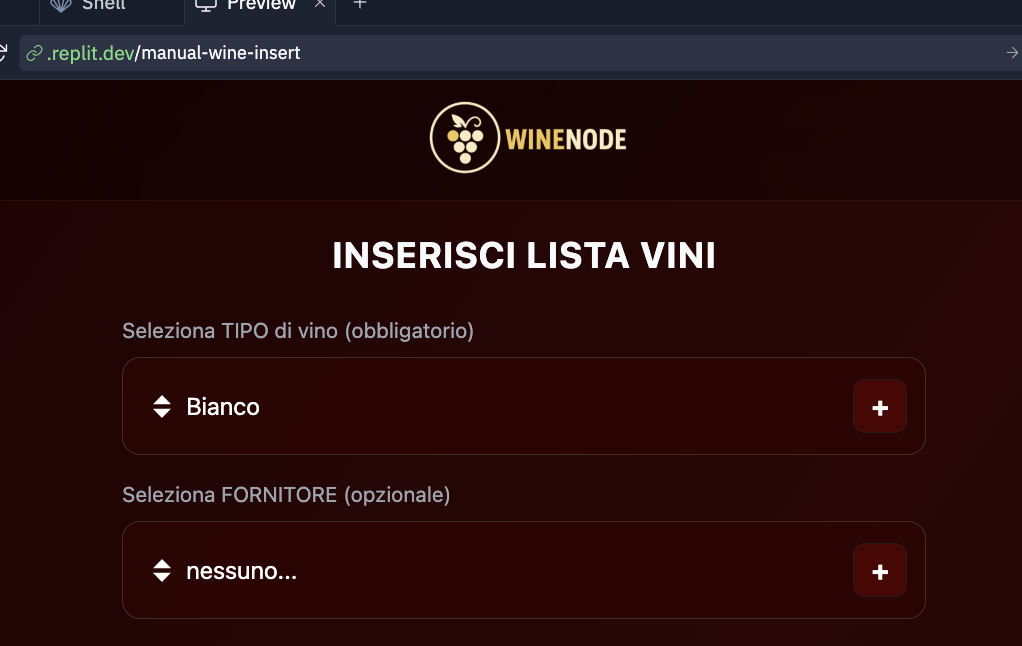 Shell
Preview
.replit.dev/manual-wine-insert
WINENODE
INSERISCI LISTA VINI
Seleziona TIPO di vino (obbligatorio)
Bianco
+
Seleziona FORNITORE (opzionale)
nessuno...
+